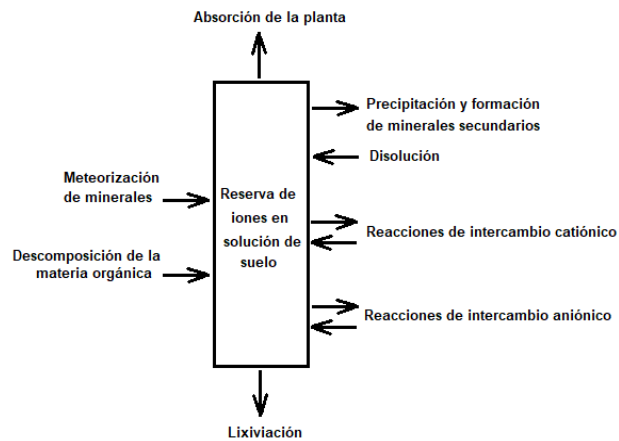 Absorción de la planta
Precipitación y formación
de minerales secundarios
Disolución
Meteorización
de minerales
Reserva de
iones en
solución de
suelo
Reacciones de intercambio catiónico
Descomposición de la
materia orgánica
Reacciones de intercambio aniónico
Lixiviación